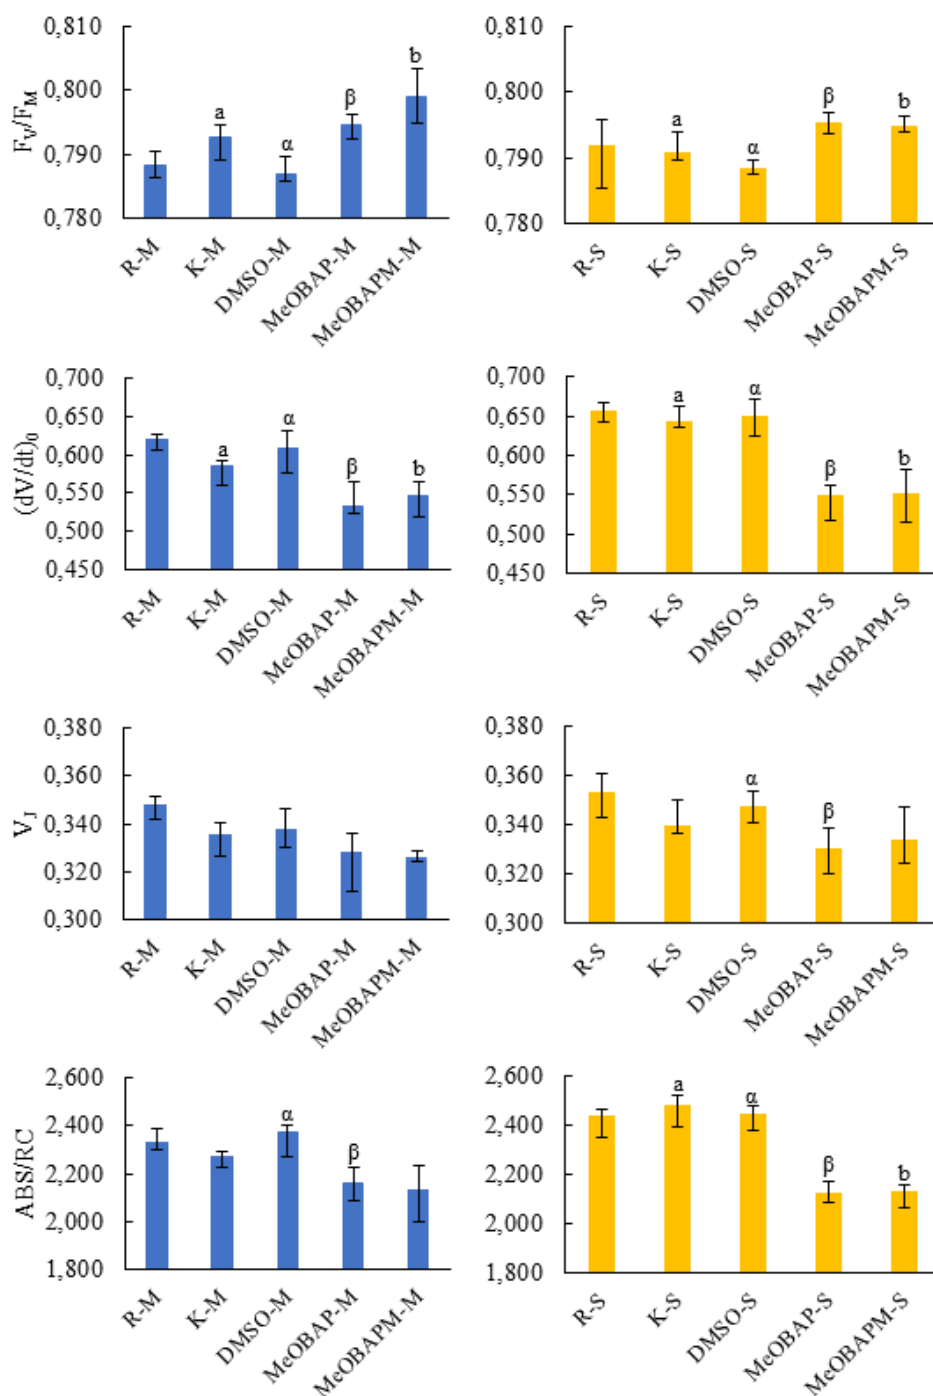 F_V/F_M
0,810
0,800
0,790
0,780
a
α
β
b
R-M
K-M
DMSO-M
MeOBAP-M
MeOBAPM-M
0,810
0,800
0,790
0,780
a
α
β
b
R-S
K-S
DMSO-S
MeOBAP-S
MeOBAPM-S
(dV/dt)₀
0,700
0,650
0,600
0,550
0,500
0,450
a
α
β
b
R-M
K-M
DMSO-M
MeOBAP-M
MeOBAPM-M
0,700
0,650
0,600
0,550
0,500
0,450
a
α
β
b
R-S
K-S
DMSO-S
MeOBAP-S
MeOBAPM-S
V_J
0,380
0,360
0,340
0,320
0,300
R-M
K-M
DMSO-M
MeOBAP-M
MeOBAPM-M
0,380
0,360
0,340
0,320
0,300
α
β
R-S
K-S
DMSO-S
MeOBAP-S
MeOBAPM-S
ABS/RC
2,600
2,400
2,200
2,000
1,800
α
β
R-M
K-M
DMSO-M
MeOBAP-M
MeOBAPM-M
2,600
2,400
2,200
2,000
1,800
a
α
β
b
R-S
K-S
DMSO-S
MeOBAP-S
MeOBAPM-S